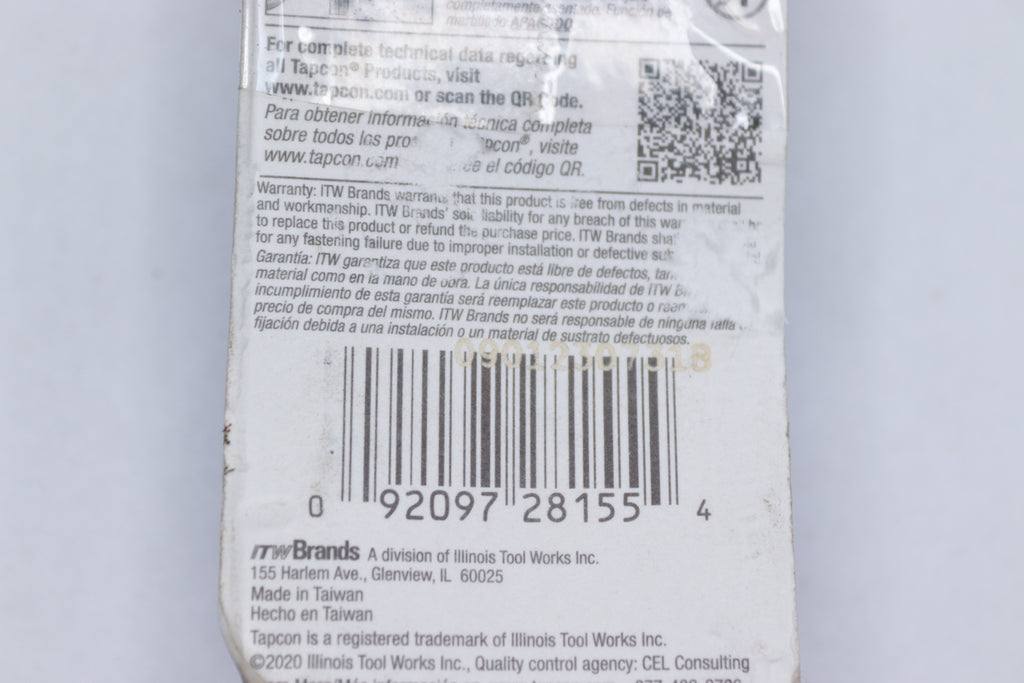 completamente asentado. Función de
martillado APAGADO
For complete technical data regarding
all Tapcon® Products, visit
www.tapcon.com or scan the QR Code.
Para obtener información técnica completa
sobre todos los pro pcon®, visite
www.tapcon.com el código QR.
Warranty: ITW Brands warrants that this product is free from defects in material
and workmanship. ITW Brands' sole liability for any breach of this war
to replace this product or refund the purchase price. ITW Brands sha
for any fastening failure due to improper installation or defective
Garantía: ITW garantiza que este producto está libre de defectos,
material como en la mano de obra. La única responsabilidad de ITW
incumplimiento de esta garantía será reemplazar este producto o
precio de compra del mismo. ITW Brands no será responsable de ninguna falla
fijación debida a una instalación o un material de sustrato defectuosos.
0 92097 28155 4
ITW Brands A division of Illinois Tool Works Inc.
155 Harlem Ave., Glenview, IL 60025
Made in Taiwan
Hecho en Taiwan
Tapcon is a registered trademark of Illinois Tool Works Inc.
©2020 Illinois Tool Works Inc., Quality control agency: CEL Consulting